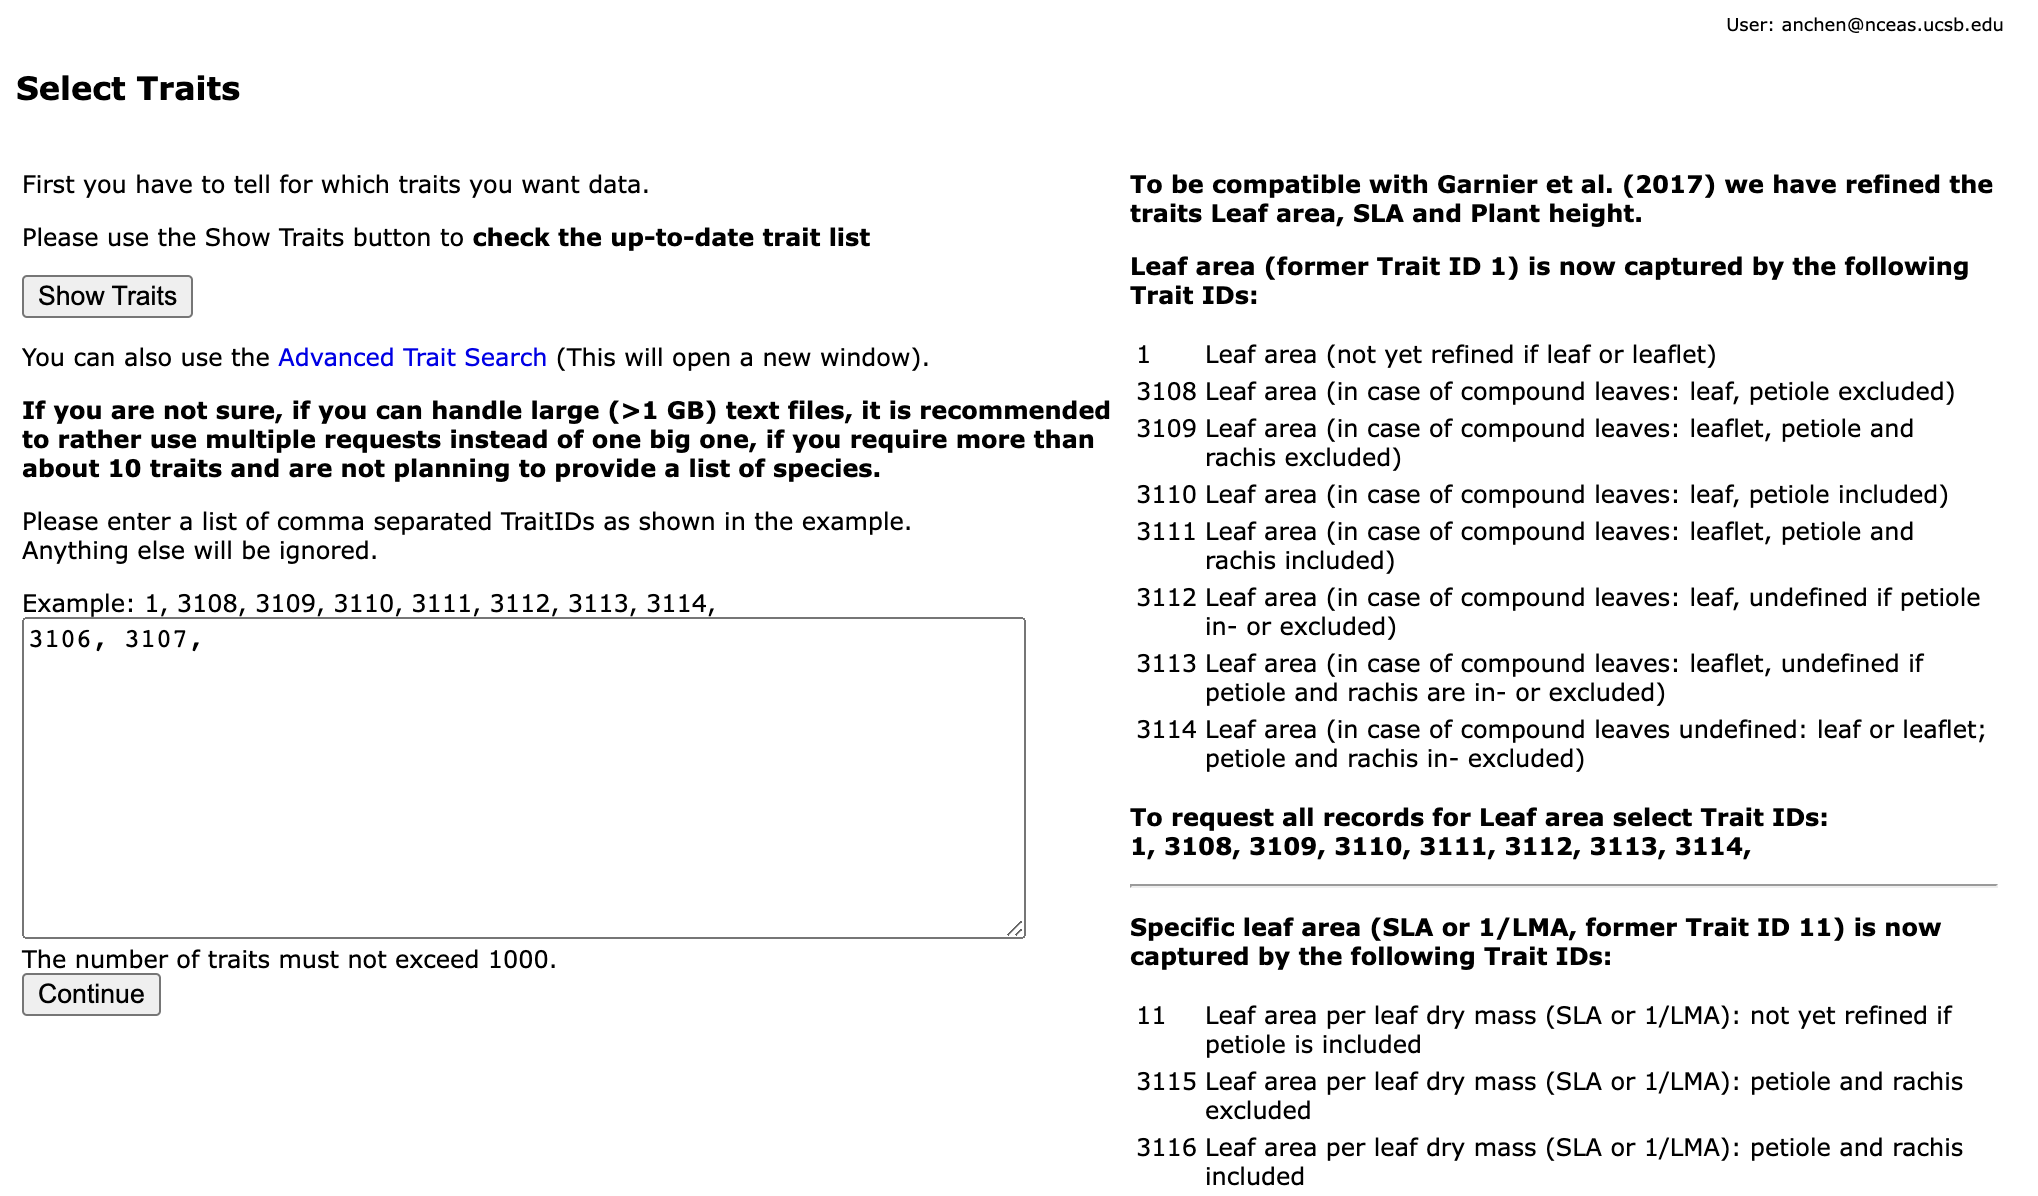 User: anchen@nceas.ucsb.edu
Select Traits
First you have to tell for which traits you want data.
Please use the Show Traits button to check the up-to-date trait list
Show Traits
You can also use the Advanced Trait Search (This will open a new window).
If you are not sure, if you can handle large (>1 GB) text files, it is recommended
to rather use multiple requests instead of one big one, if you require more than
about 10 traits and are not planning to provide a list of species.
Please enter a list of comma separated TraitIDs as shown in the example.
Anything else will be ignored.
Example: 1, 3108, 3109, 3110, 3111, 3112, 3113, 3114,
3106, 3107,
The number of traits must not exceed 1000.
Continue
To be compatible with Garnier et al. (2017) we have refined the
traits Leaf area, SLA and Plant height.
Leaf area (former Trait ID 1) is now captured by the following
Trait IDs:
1 Leaf area (not yet refined if leaf or leaflet)
3108 Leaf area (in case of compound leaves: leaf, petiole excluded)
3109 Leaf area (in case of compound leaves: leaflet, petiole and
rachis excluded)
3110 Leaf area (in case of compound leaves: leaf, petiole included)
3111 Leaf area (in case of compound leaves: leaflet, petiole and
rachis included)
3112 Leaf area (in case of compound leaves: leaf, undefined if petiole
in- or excluded)
3113 Leaf area (in case of compound leaves: leaflet, undefined if
petiole and rachis are in- or excluded)
3114 Leaf area (in case of compound leaves undefined: leaf or leaflet;
petiole and rachis in- excluded)
To request all records for Leaf area select Trait IDs:
1, 3108, 3109, 3110, 3111, 3112, 3113, 3114,
Specific leaf area (SLA or 1/LMA, former Trait ID 11) is now
captured by the following Trait IDs:
11 Leaf area per leaf dry mass (SLA or 1/LMA): not yet refined if
petiole is included
3115 Leaf area per leaf dry mass (SLA or 1/LMA): petiole and rachis
excluded
3116 Leaf area per leaf dry mass (SLA or 1/LMA): petiole and rachis
included